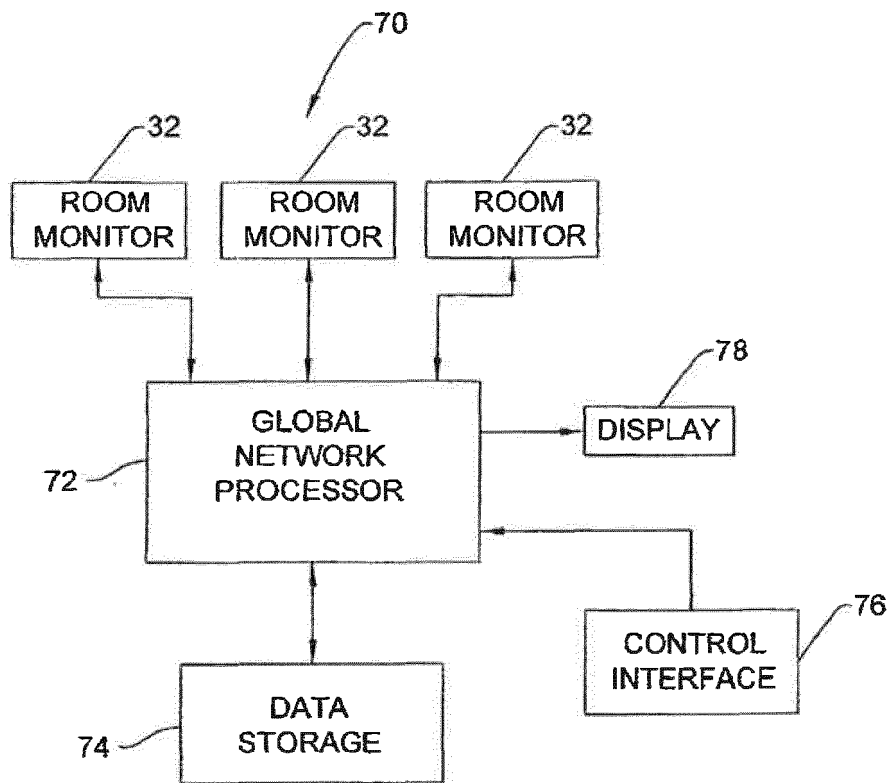 70
32
32
32
ROOM
MONITOR
ROOM
MONITOR
ROOM
MONITOR
78
DISPLAY
GLOBAL
NETWORK
PROCESSOR
72
76
CONTROL
INTERFACE
DATA
STORAGE
74